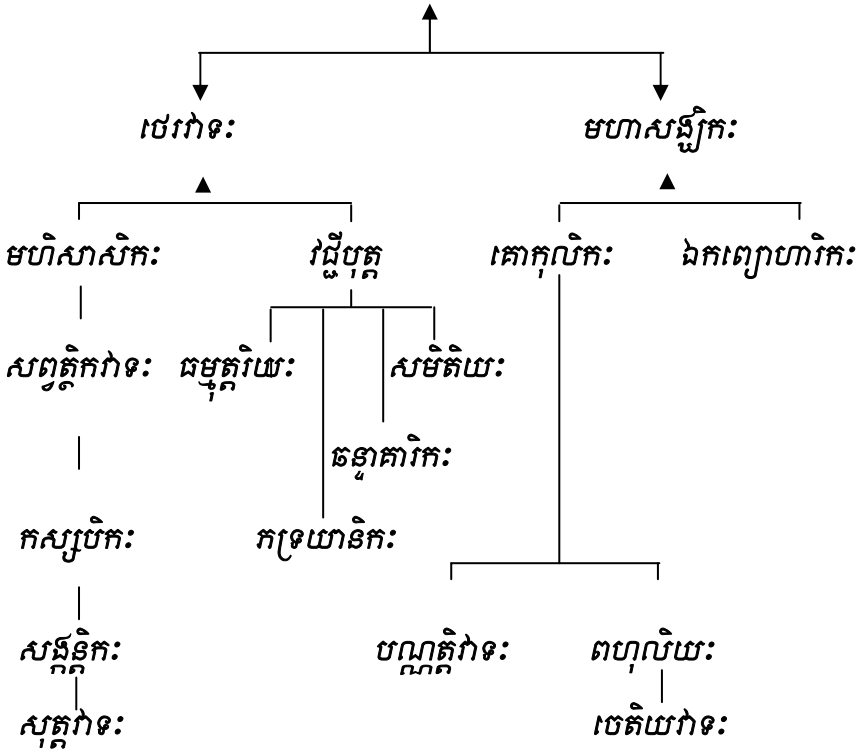 ថេរវាទៈ មហាសង្ឃិកៈ
មហិសាសិកៈ វជ្ជីបុត្ត គោកុលិកៈ ឯកព្យោហារិកៈ
សព្វត្ថិកវាទៈ ធម្មុត្តរិយៈ សមិតិយៈ
ធន្ទាគារិកៈ
កស្សបិកៈ ភទ្រយានិកៈ
សង្កន្តិកៈ បណ្ណត្តិវាទៈ ពហុលិយៈ
សុត្តវាទៈ ចេតិយវាទៈ